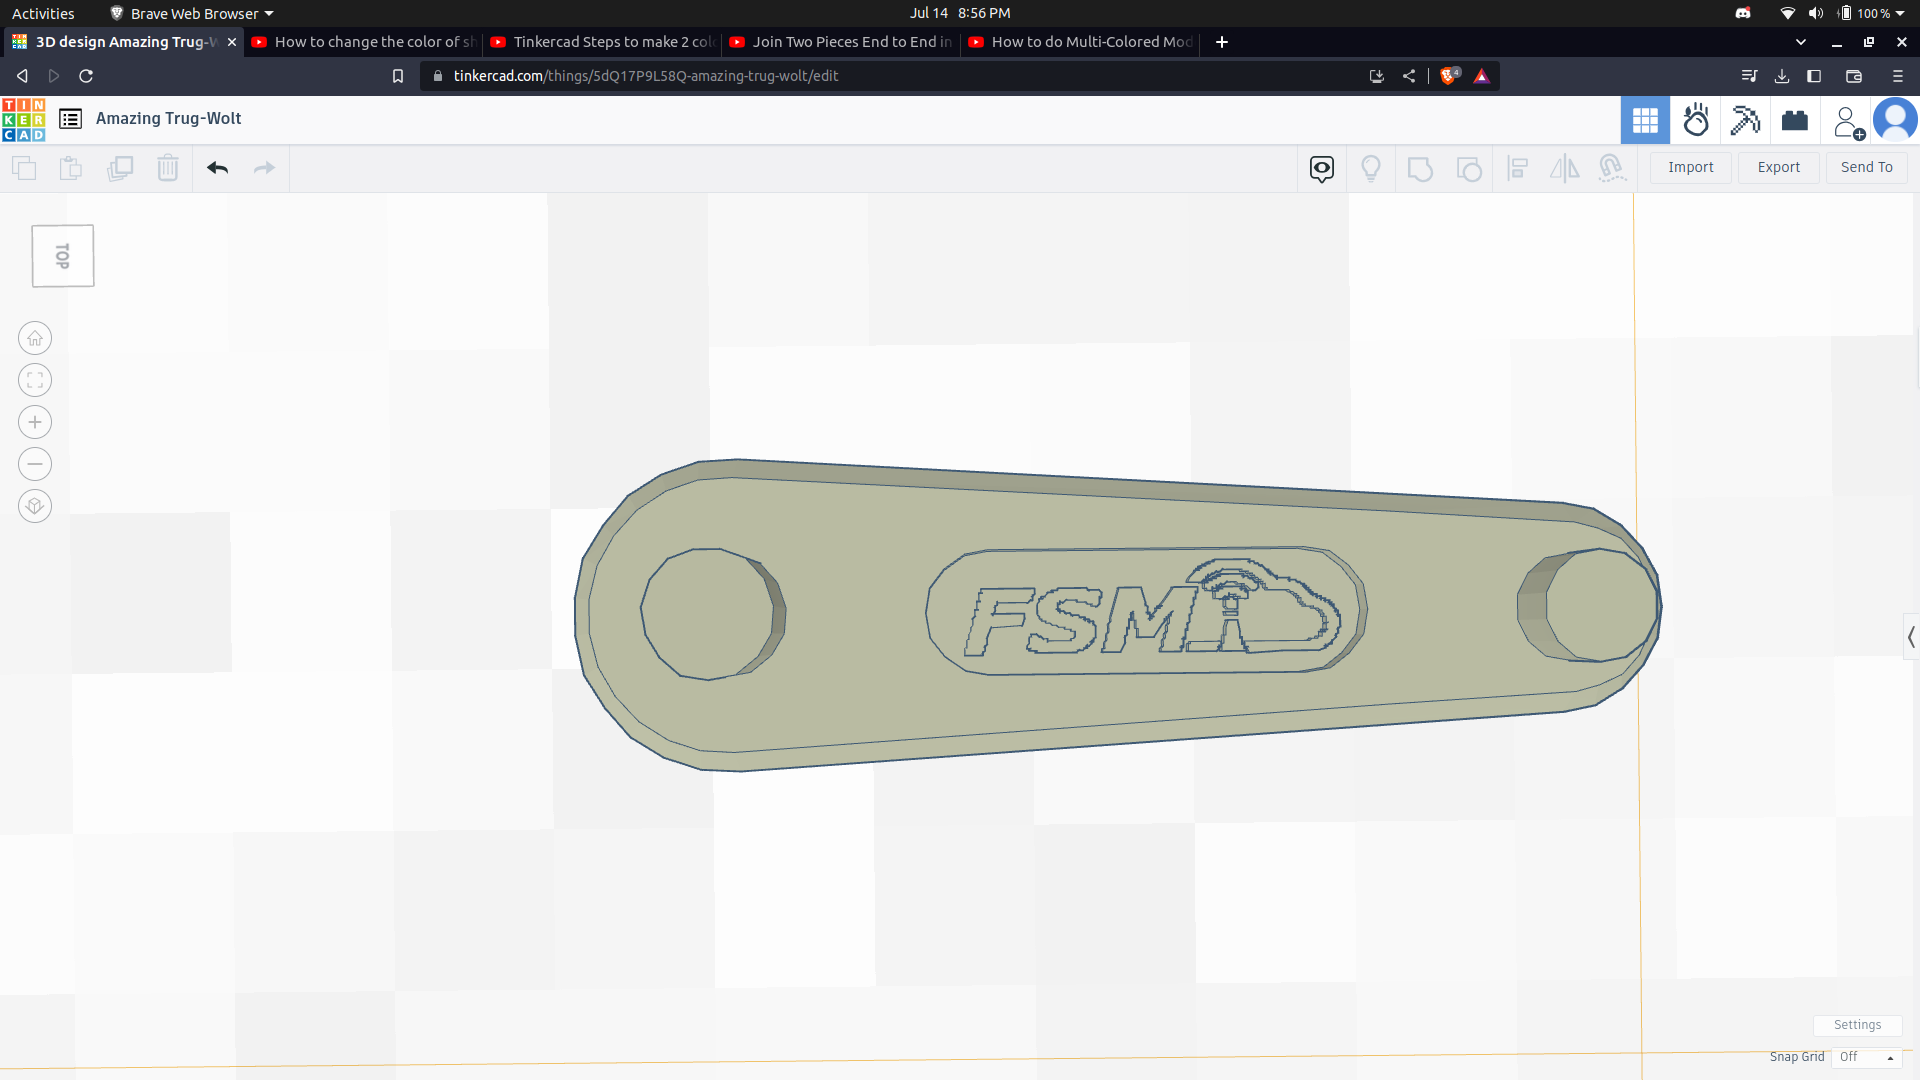 Activities
Brave Web Browser
Jul 14 8:56 PM
100 %
3D design Amazing Trug-W
How to change the color of sh
Tinkercad Steps to make 2 colo
Join Two Pieces End to End in
How to do Multi-Colored Mod
tinkercad.com/things/5dQ17P9L58Q-amazing-trug-wolt/edit
4
TIN
KER
CAD
Amazing Trug-Wolt
Import
Export
Send To
TOP
FSM
Settings
Snap Grid
Off